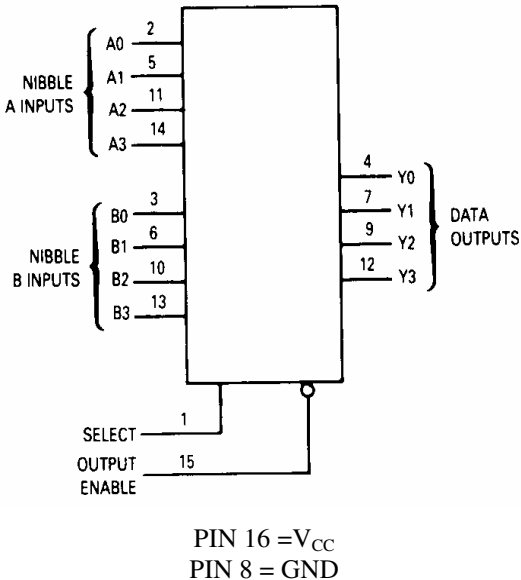 A0 2
A1 5
A2 11
A3 14
NIBBLE
A INPUTS
B0 3
B1 6
B2 10
B3 13
NIBBLE
B INPUTS
4 Y0
7 Y1
9 Y2
12 Y3
DATA
OUTPUTS
SELECT 1
OUTPUT
ENABLE
15
PIN 16 =VCC
PIN 8 = GND